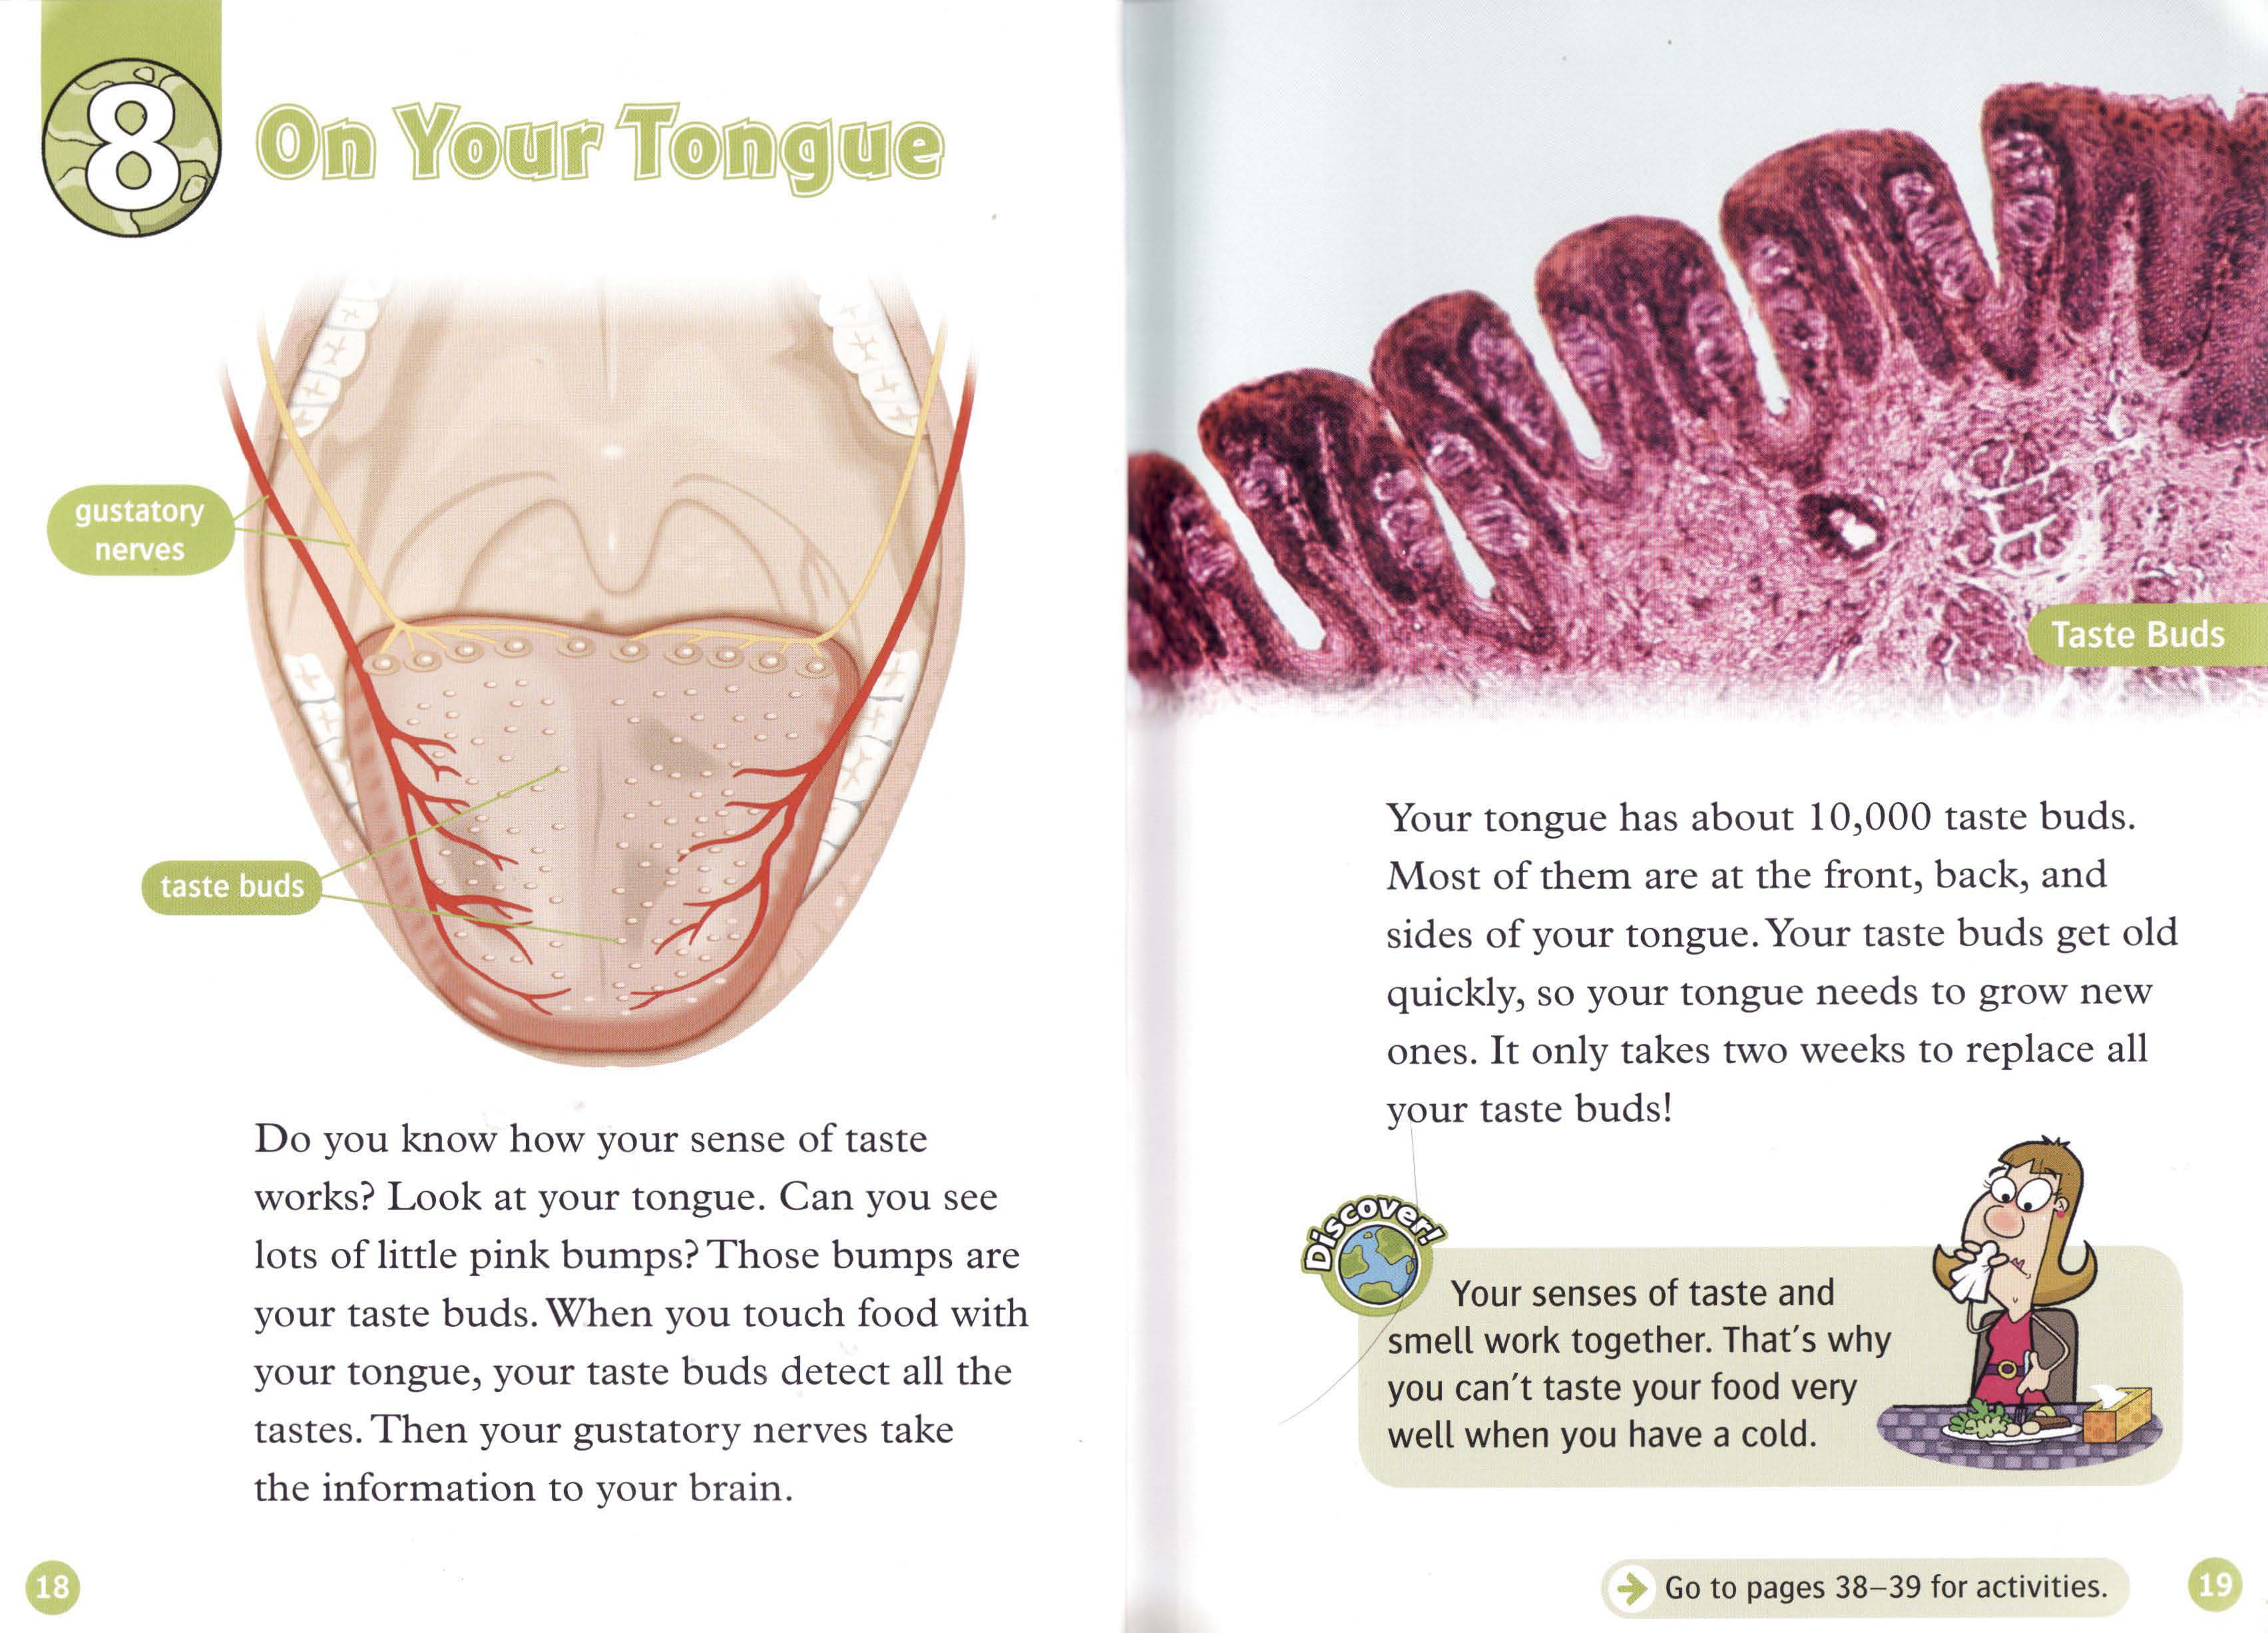 8
On Your Tongue
gustatory
nerves
taste buds
Do you know how your sense of taste
works? Look at your tongue. Can you see
lots of little pink bumps? Those bumps are
your taste buds. When you touch food with
your tongue, your taste buds detect all the
tastes. Then your gustatory nerves take
the information to your brain.
18
Taste Buds
Your tongue has about 10,000 taste buds.
Most of them are at the front, back, and
sides of your tongue. Your taste buds get old
quickly, so your tongue needs to grow new
ones. It only takes two weeks to replace all
your taste buds!
Discover!
Your senses of taste and
smell work together. That's why
you can't taste your food very
well when you have a cold.
Go to pages 38–39 for activities.
19